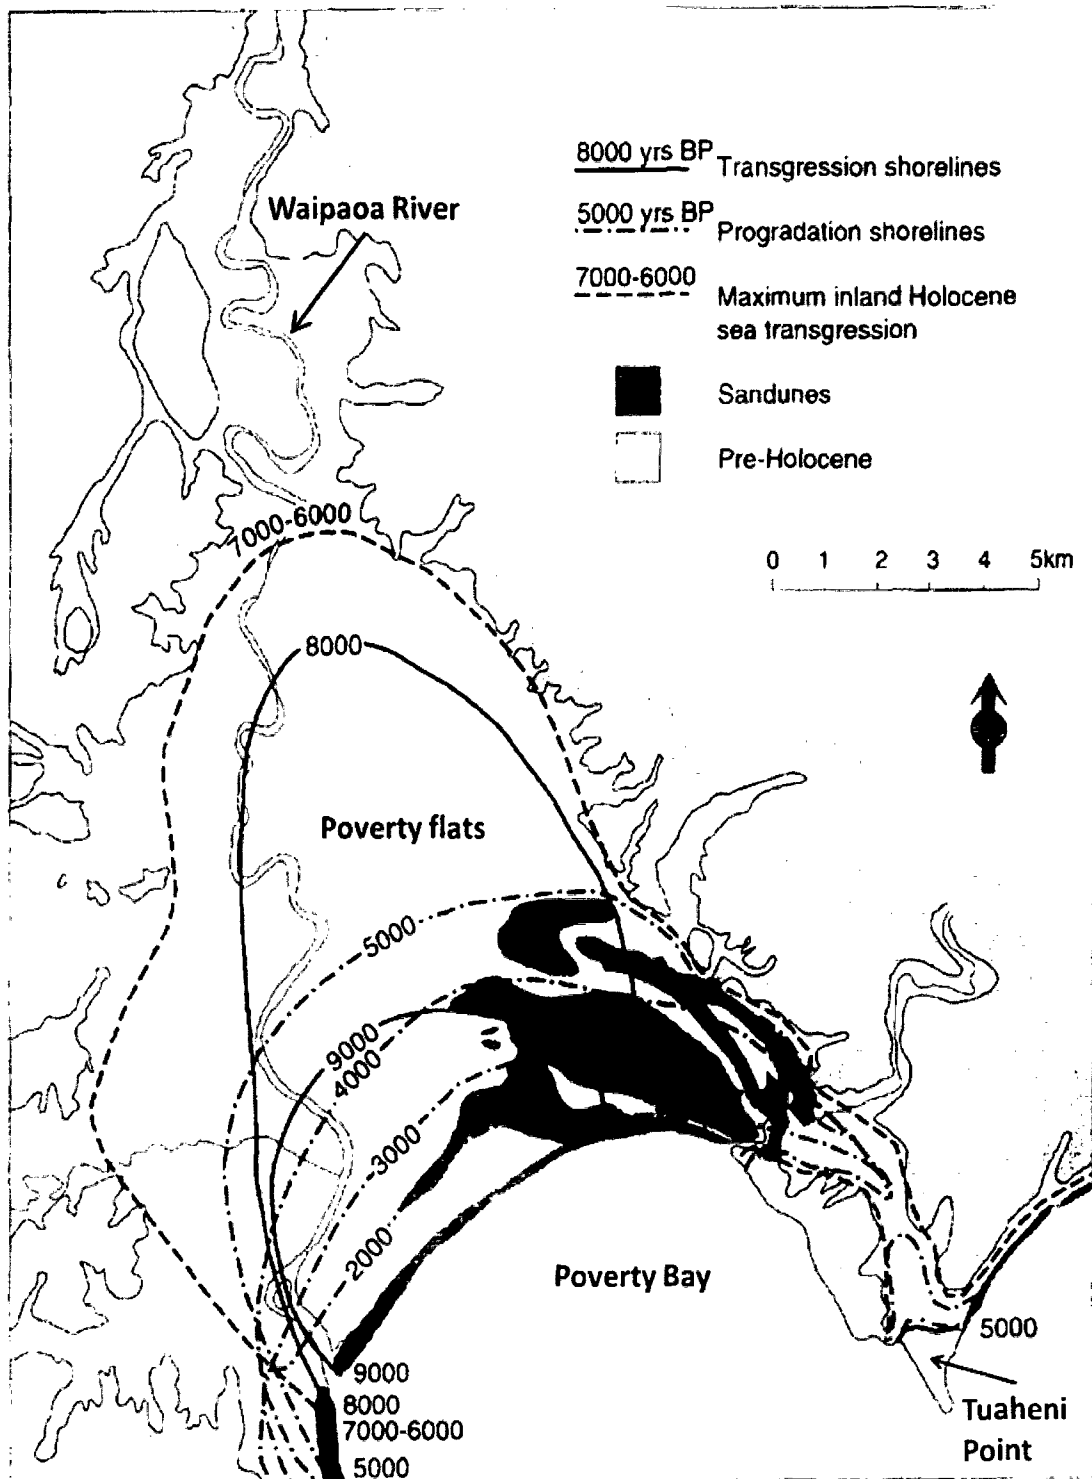 8000 yrs BP
Transgression shorelines
Waipaoa River
5000 yrs BP
Progradation shorelines
7000-6000
Maximum inland Holocene
sea transgression
Sandunes
Pre-Holocene
7000-6000
0 1 2 3 4 5km
8000
Poverty flats
5000
9000
4000
3000
2000
Poverty Bay
5000
9000
8000
7000-6000
5000
Tuaheni
Point